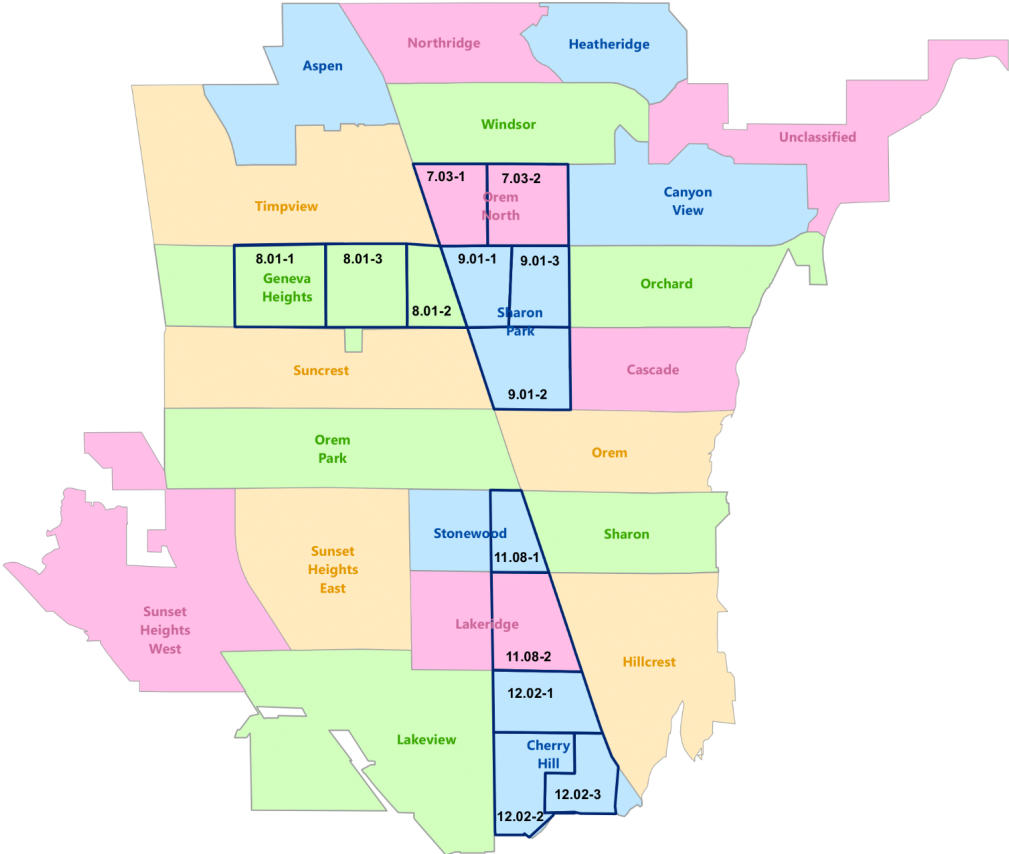 Northridge
Heatheridge
Aspen
Windsor
Unclassified
7.03-1
7.03-2
Orem
North
Canyon
View
Timpview
8.01-1
8.01-3
9.01-1
9.01-3
Geneva
Heights
Orchard
8.01-2
Sharon
Park
Suncrest
Cascade
9.01-2
Orem
Park
Orem
Stonewood
Sharon
11.08-1
Sunset
Heights
East
Sunset
Heights
West
Lakeridge
11.08-2
Hillcrest
12.02-1
Lakeview
Cherry
Hill
12.02-3
12.02-2